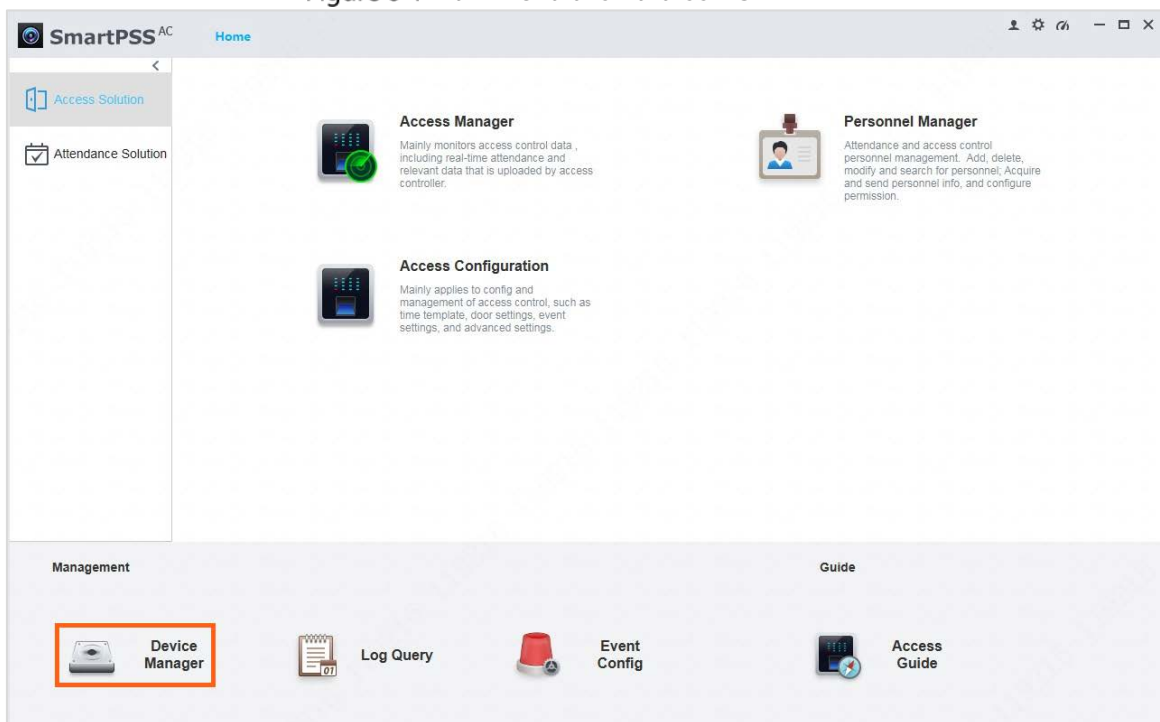 SmartPSS AC
Home
Access Solution
Attendance Solution
Access Manager
Mainly monitors access control data ,
including real-time attendance and
relevant data that is uploaded by access
controller.
Personnel Manager
Attendance and access control
personnel management. Add, delete,
modify and search for personnel; Acquire
and send personnel info, and configure
permission.
Access Configuration
Mainly applies to config and
management of access control, such as
time template, door settings, event
settings, and advanced settings.
Management
Guide
Device
Manager
Log Query
01
Event
Config
Access
Guide